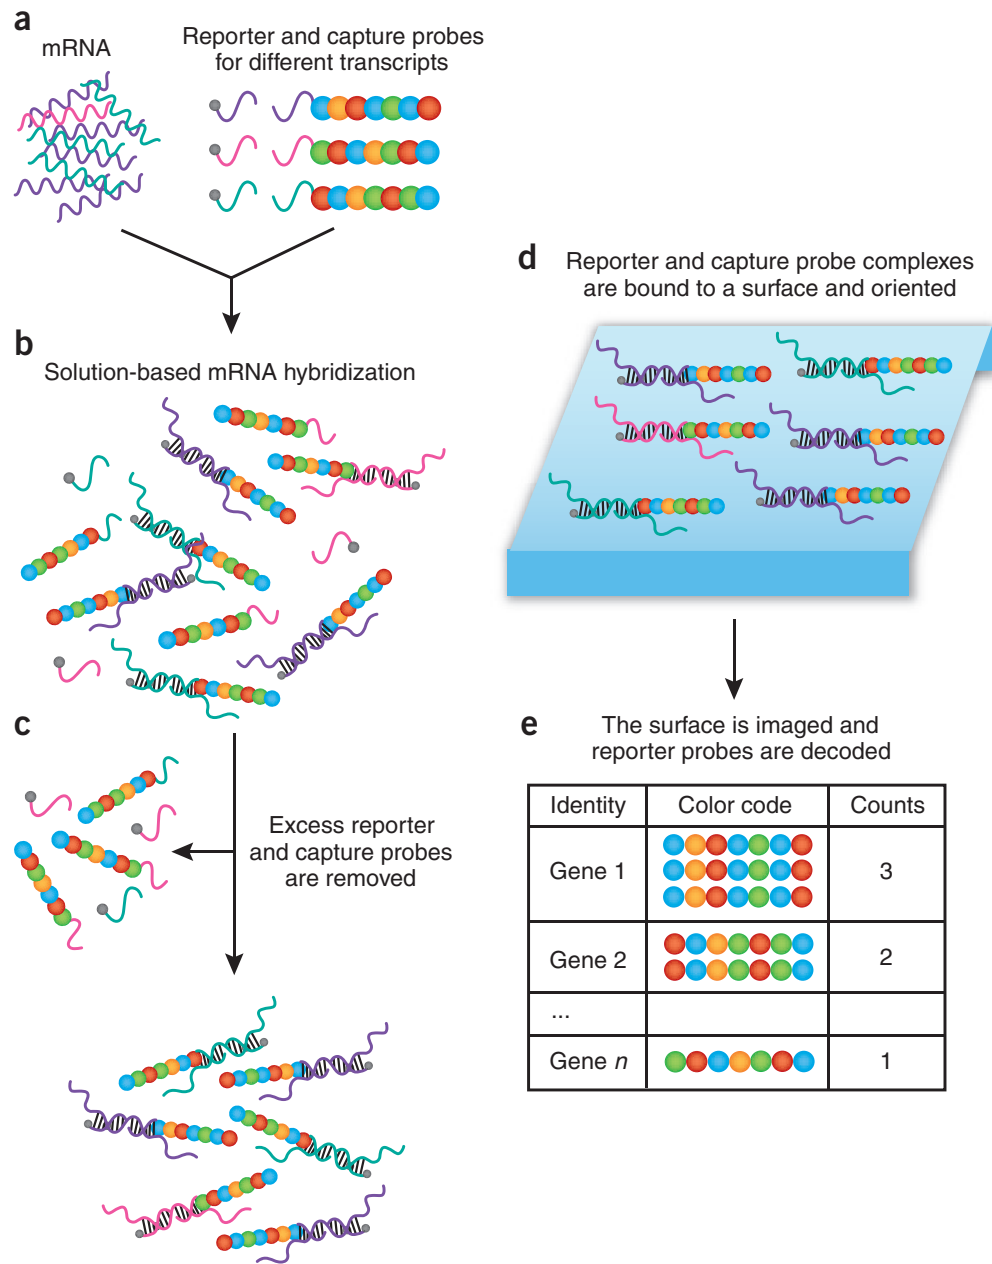 a
mRNA
Reporter and capture probes
for different transcripts
b
Solution-based mRNA hybridization
c
Excess reporter
and capture probes
are removed
d
Reporter and capture probe complexes
are bound to a surface and oriented
e
The surface is imaged and
reporter probes are decoded
Identity Color code Counts
Gene 1 3
Gene 2 2
...
Gene n 1